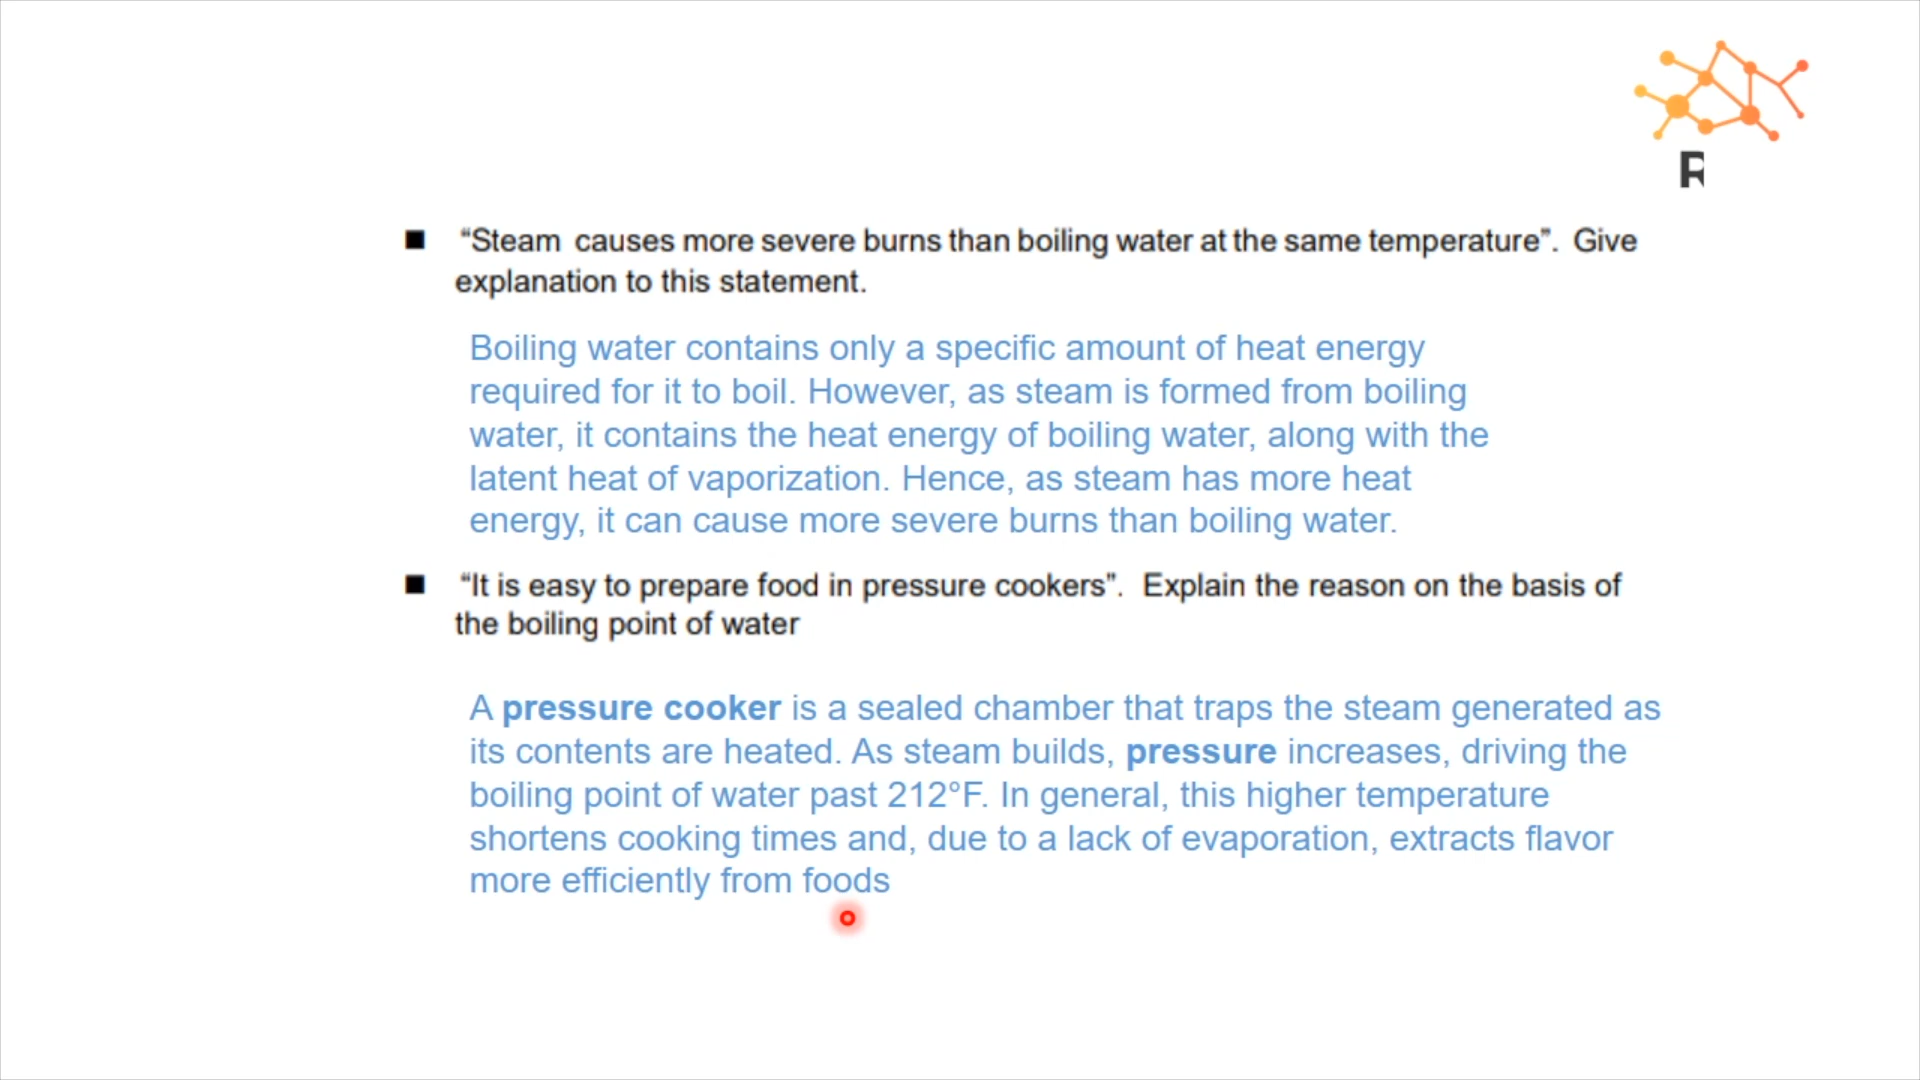 R
■ “Steam causes more severe burns than boiling water at the same temperature”. Give
explanation to this statement.
Boiling water contains only a specific amount of heat energy
required for it to boil. However, as steam is formed from boiling
water, it contains the heat energy of boiling water, along with the
latent heat of vaporization. Hence, as steam has more heat
energy, it can cause more severe burns than boiling water.
■ “It is easy to prepare food in pressure cookers”. Explain the reason on the basis of
the boiling point of water
A pressure cooker is a sealed chamber that traps the steam generated as
its contents are heated. As steam builds, pressure increases, driving the
boiling point of water past 212°F. In general, this higher temperature
shortens cooking times and, due to a lack of evaporation, extracts flavor
more efficiently from foods